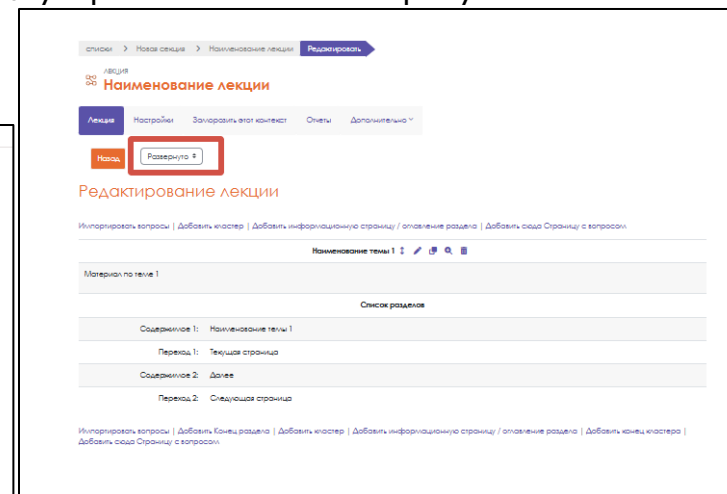 списки > Новая секция > Наименование лекции Редактировать
ЛЕКЦИЯ
Наименование лекции
Лекция Настройки Заморозить этот контекст Отчеты Дополнительно
Назад Развернуто
Редактирование лекции
Импортировать вопросы | Добавить кластер | Добавить информационную страницу / оглавление раздела | Добавить сюда Страницу с вопросом
Наименование темы 1
Материал по теме 1
Список разделов
Содержимое 1: Наименование темы 1
Переход 1: Текущая страница
Содержимое 2: Далее
Переход 2: Следующая страница
Импортировать вопросы | Добавить Конец раздела | Добавить кластер | Добавить информационную страницу / оглавление раздела | Добавить конец кластера |
Добавить сюда Страницу с вопросом